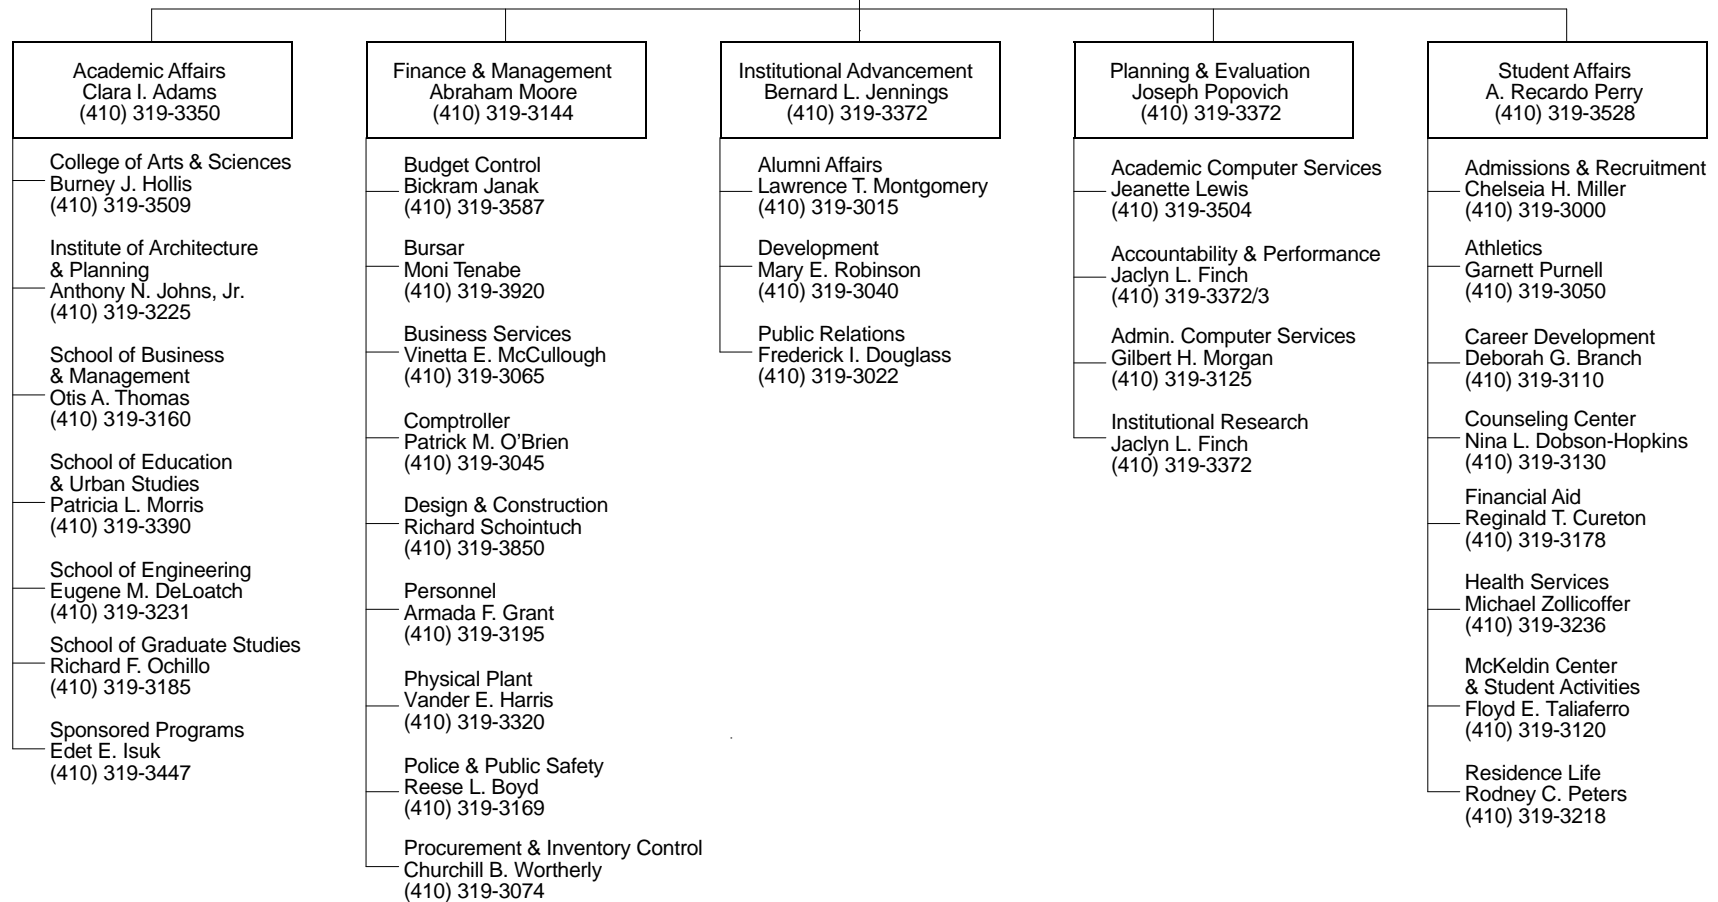 Academic Affairs
Clara I. Adams
(410) 319-3350
College of Arts & Sciences
Burney J. Hollis
(410) 319-3509
Institute of Architecture
& Planning
Anthony N. Johns, Jr.
(410) 319-3225
School of Business
& Management
Otis A. Thomas
(410) 319-3160
School of Education
& Urban Studies
Patricia L. Morris
(410) 319-3390
School of Engineering
Eugene M. DeLoatch
(410) 319-3231
School of Graduate Studies
Richard F. Ochillo
(410) 319-3185
Sponsored Programs
Edet E. Isuk
(410) 319-3447
Finance & Management
Abraham Moore
(410) 319-3144
Budget Control
Bickram Janak
(410) 319-3587
Bursar
Moni Tenabe
(410) 319-3920
Business Services
Vinetta E. McCullough
(410) 319-3065
Comptroller
Patrick M. O’Brien
(410) 319-3045
Design & Construction
Richard Schointuch
(410) 319-3850
Personnel
Armada F. Grant
(410) 319-3195
Physical Plant
Vander E. Harris
(410) 319-3320
Police & Public Safety
Reese L. Boyd
(410) 319-3169
Procurement & Inventory Control
Churchill B. Wortherly
(410) 319-3074
Institutional Advancement
Bernard L. Jennings
(410) 319-3372
Alumni Affairs
Lawrence T. Montgomery
(410) 319-3015
Development
Mary E. Robinson
(410) 319-3040
Public Relations
Frederick I. Douglass
(410) 319-3022
Planning & Evaluation
Joseph Popovich
(410) 319-3372
Academic Computer Services
Jeanette Lewis
(410) 319-3504
Accountability & Performance
Jaclyn L. Finch
(410) 319-3372/3
Admin. Computer Services
Gilbert H. Morgan
(410) 319-3125
Institutional Research
Jaclyn L. Finch
(410) 319-3372
Student Affairs
A. Recardo Perry
(410) 319-3528
Admissions & Recruitment
Chelseia H. Miller
(410) 319-3000
Athletics
Garnett Purnell
(410) 319-3050
Career Development
Deborah G. Branch
(410) 319-3110
Counseling Center
Nina L. Dobson-Hopkins
(410) 319-3130
Financial Aid
Reginald T. Cureton
(410) 319-3178
Health Services
Michael Zollicoffer
(410) 319-3236
McKeldin Center
& Student Activities
Floyd E. Taliaferro
(410) 319-3120
Residence Life
Rodney C. Peters
(410) 319-3218